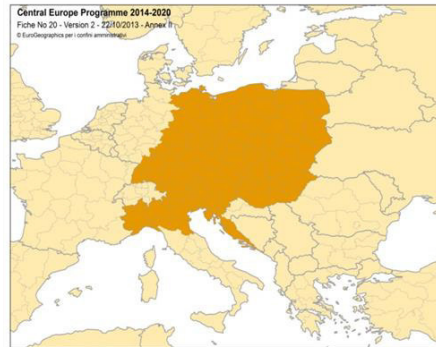 Central Europe Programme 2014-2020
Fiche No 20 - Version 2 - 22/10/2013 - Annex II
© EuroGeographics per i confini amministrativi